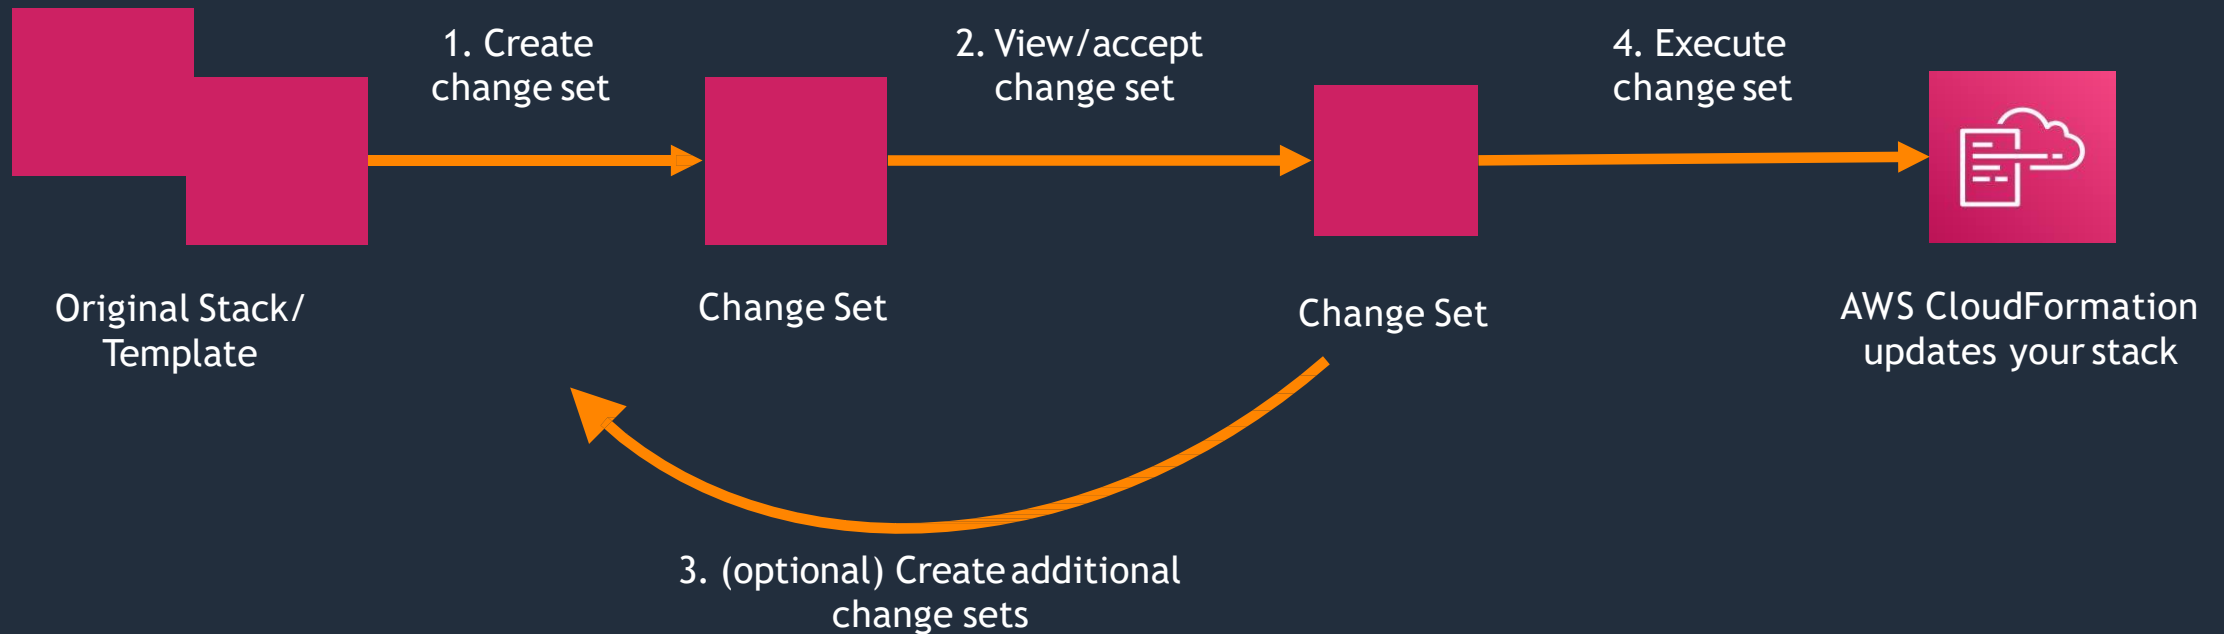 1. Create
change set
2. View/accept
change set
4. Execute
change set
Original Stack/
Template
Change Set
Change Set
AWS CloudFormation
updates your stack
3. (optional) Create additional
change sets